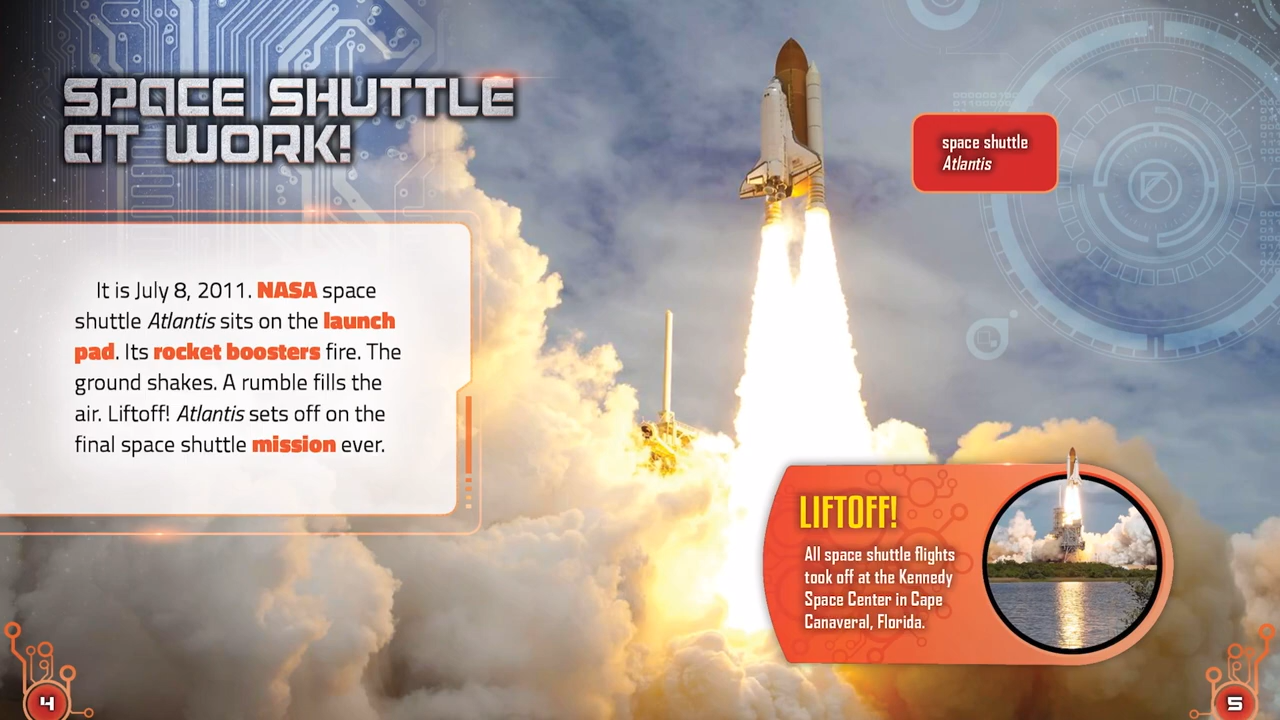 SPACE SHUTTLE
AT WORK!
It is July 8, 2011. NASA space
shuttle Atlantis sits on the launch
pad. Its rocket boosters fire. The
ground shakes. A rumble fills the
air. Liftoff! Atlantis sets off on the
final space shuttle mission ever.
space shuttle
Atlantis
LIFTOFF!
All space shuttle flights
took off at the Kennedy
Space Center in Cape
Canaveral, Florida.
4
5